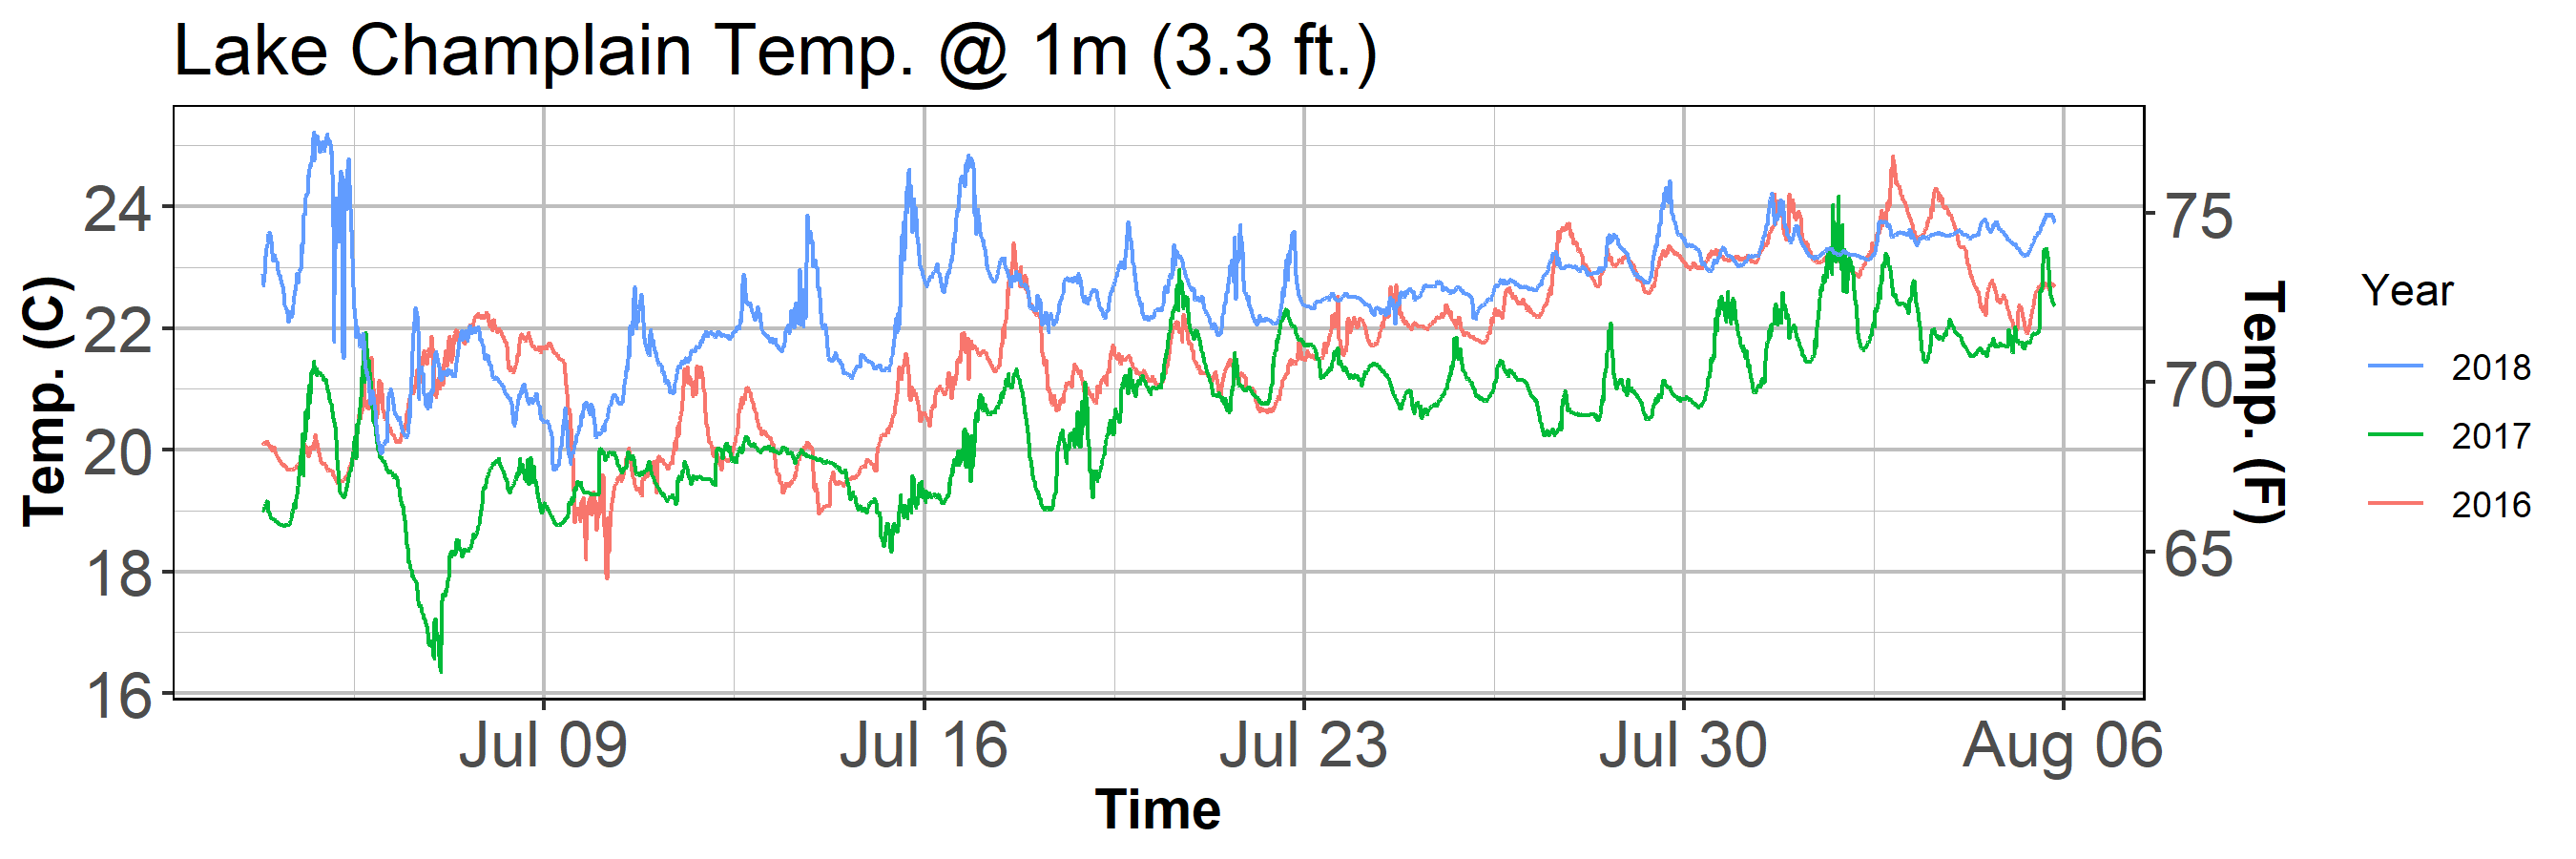 Lake Champlain Temp. @ 1m (3.3 ft.)
Temp. (C)
24
22
20
18
16
75
70
65
Temp. (F)
Jul 09
Jul 16
Jul 23
Jul 30
Aug 06
Time
Year
2018
2017
2016